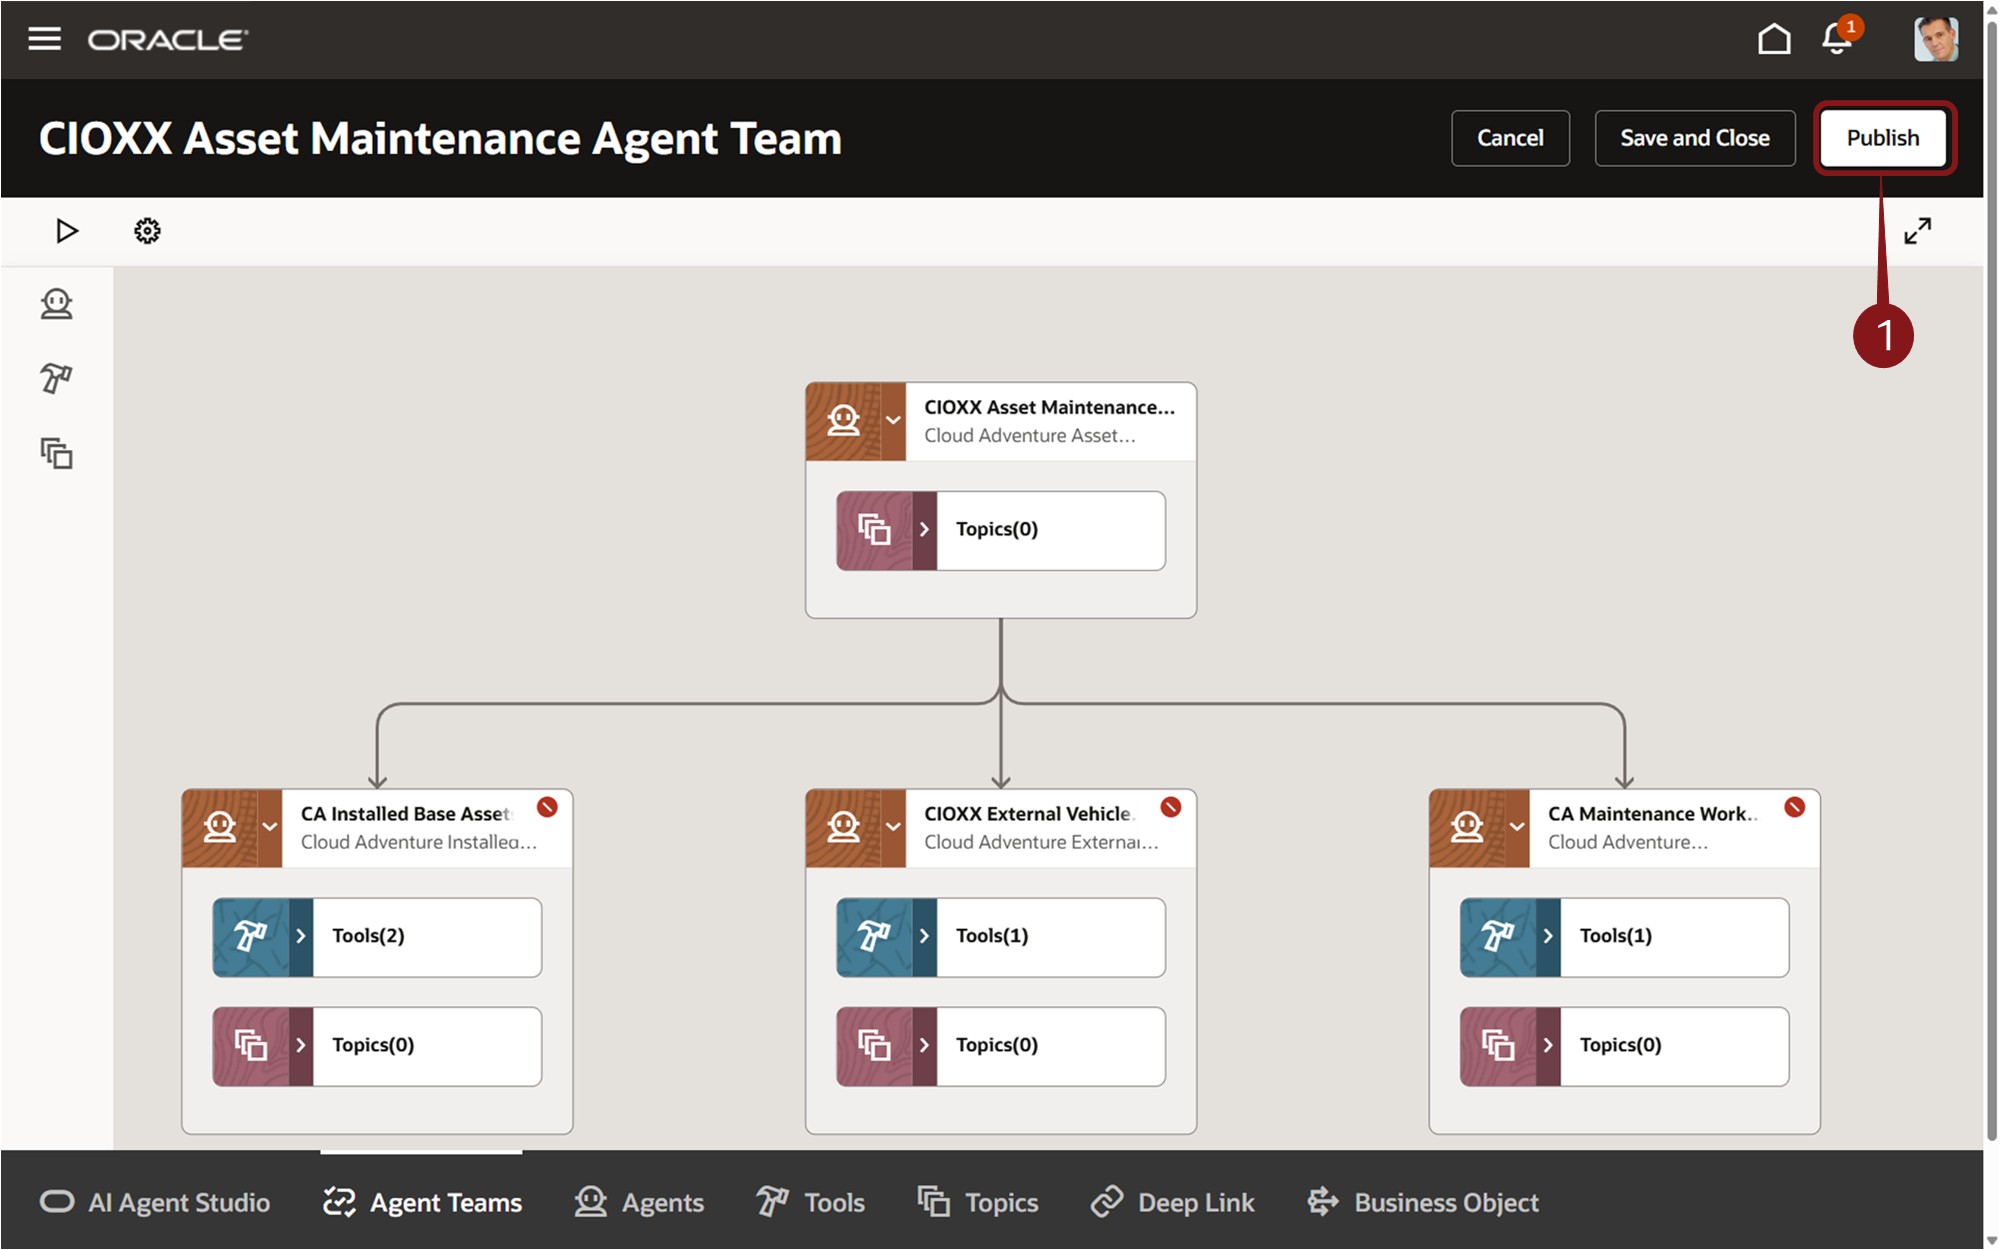 ORACLE
1
CIOXX Asset Maintenance Agent Team
Cancel
Save and Close
Publish
1
CIOXX Asset Maintenance...
Cloud Adventure Asset...
Topics(0)
CA Installed Base Asset
Cloud Adventure Installed...
Tools(2)
Topics(0)
CIOXX External Vehicle.
Cloud Adventure External...
Tools(1)
Topics(0)
CA Maintenance Work..
Cloud Adventure...
Tools(1)
Topics(0)
AI Agent Studio
Agent Teams
Agents
Tools
Topics
Deep Link
Business Object